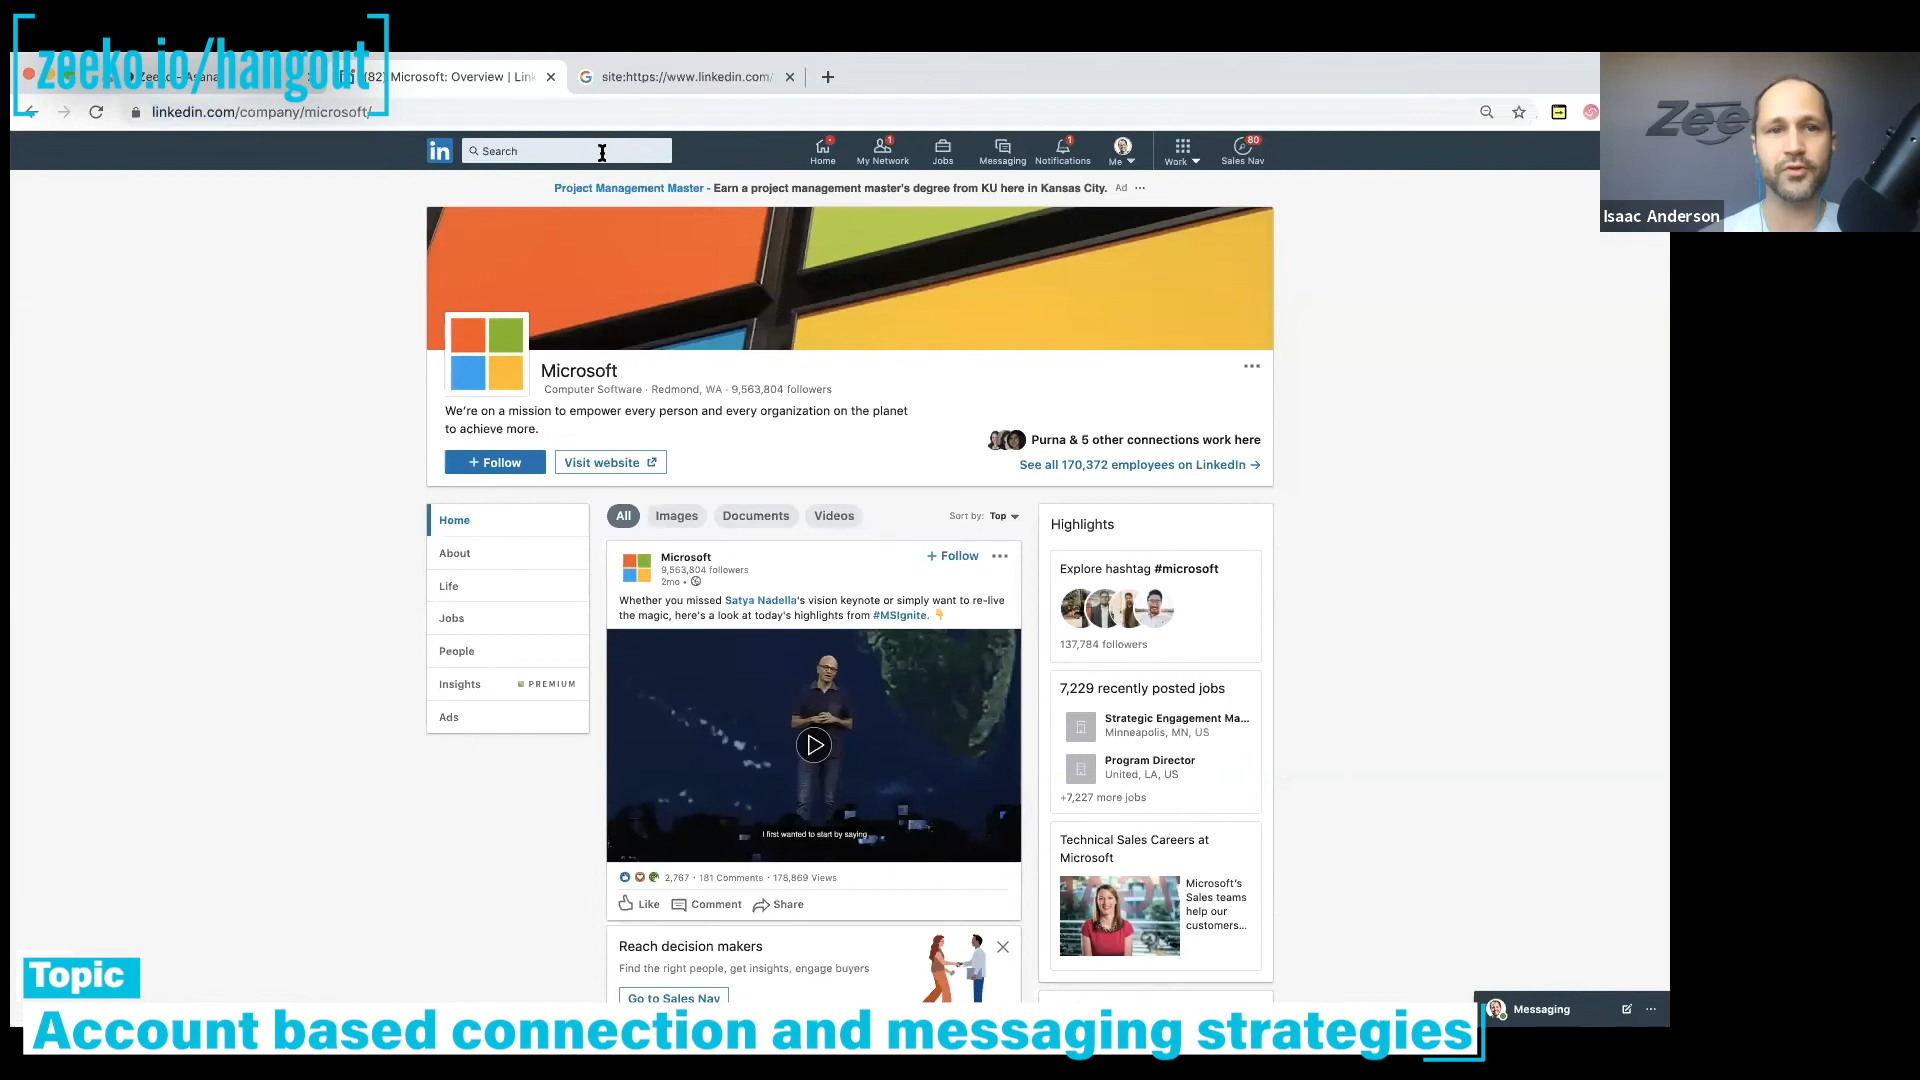 zeeko.io/hangout
Zeeko - Asana
(82) Microsoft: Overview | Link
site:https://www.linkedin.com/
linkedin.com/company/microsoft/
Zee
Isaac Anderson
in
Search
Home
My Network
1
Jobs
Messaging
Notifications
1
Me
Work
Sales Nav
80
Project Management Master - Earn a project management master's degree from KU here in Kansas City. Ad
Microsoft
Computer Software · Redmond, WA · 9,563,804 followers
We're on a mission to empower every person and every organization on the planet
to achieve more.
+ Follow
Visit website
Purna & 5 other connections work here
See all 170,372 employees on LinkedIn →
Home
About
Life
Jobs
People
Insights
PREMIUM
Ads
All
Images
Documents
Videos
Sort by: Top
Microsoft
9,563,804 followers
2mo •
+ Follow
Whether you missed Satya Nadella's vision keynote or simply want to re-live
the magic, here's a look at today's highlights from #MSIgnite. 👇
I first wanted to start by saying
2,767 · 181 Comments · 178,869 Views
Like
Comment
Share
Reach decision makers
Find the right people, get insights, engage buyers
Go to Sales Nav
Highlights
Explore hashtag #microsoft
137,784 followers
7,229 recently posted jobs
Strategic Engagement Ma...
Minneapolis, MN, US
Program Director
United, LA, US
+7,227 more jobs
Technical Sales Careers at
Microsoft
Microsoft's
Sales teams
help our
customers...
Messaging
Topic
Account based connection and messaging strategies